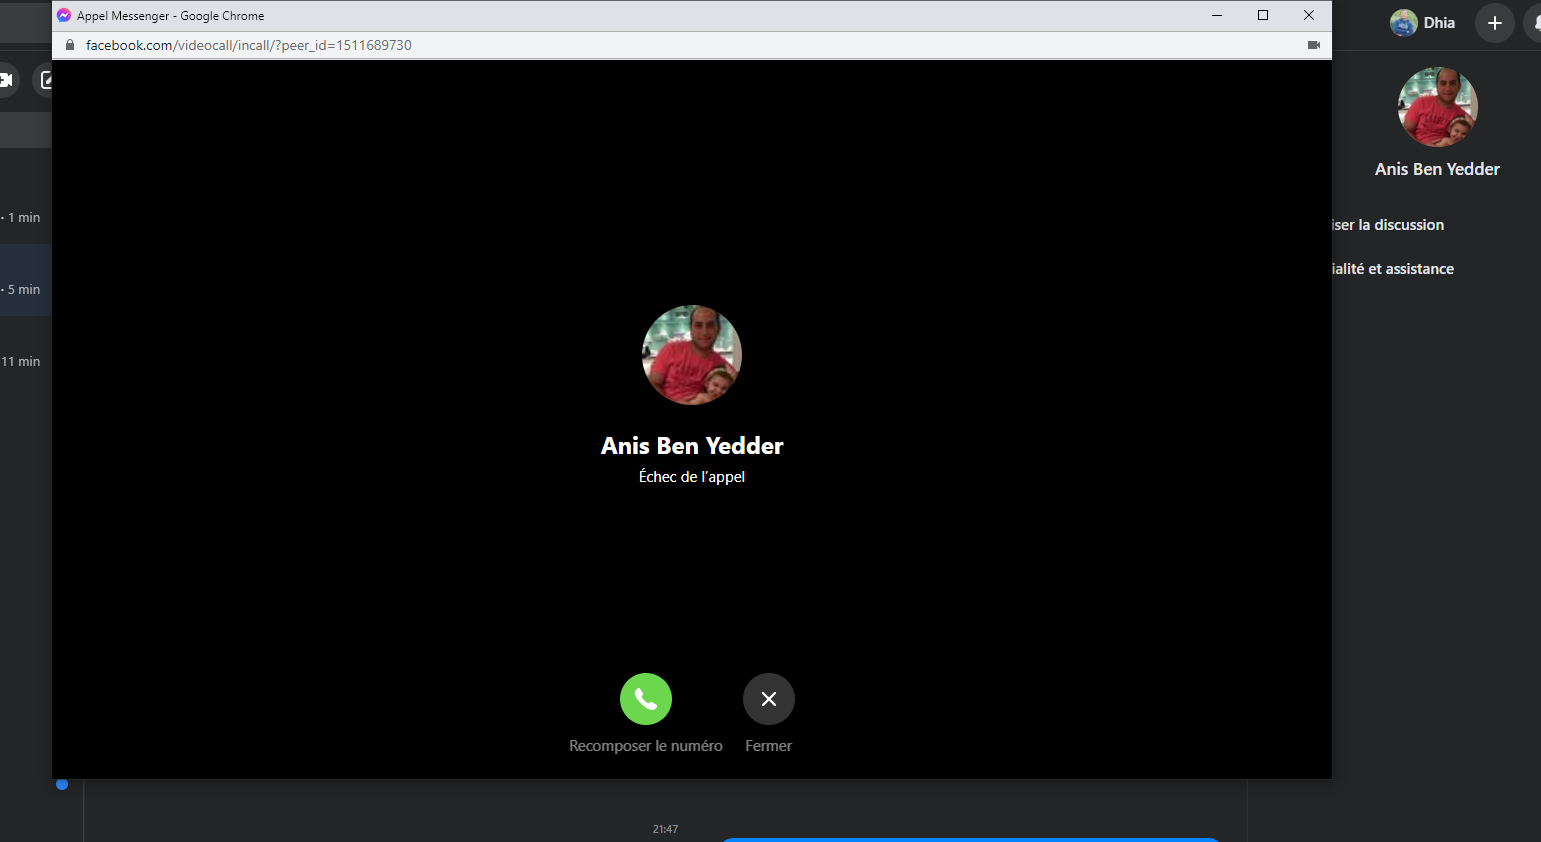 Appel Messenger - Google Chrome
facebook.com/videocall/incall/?peer_id=1511689730
Dhia
Anis Ben Yedder
iser la discussion
ialité et assistance
· 1 min
· 5 min
11 min
Anis Ben Yedder
Échec de l’appel
Recomposer le numéro
Fermer
21:47